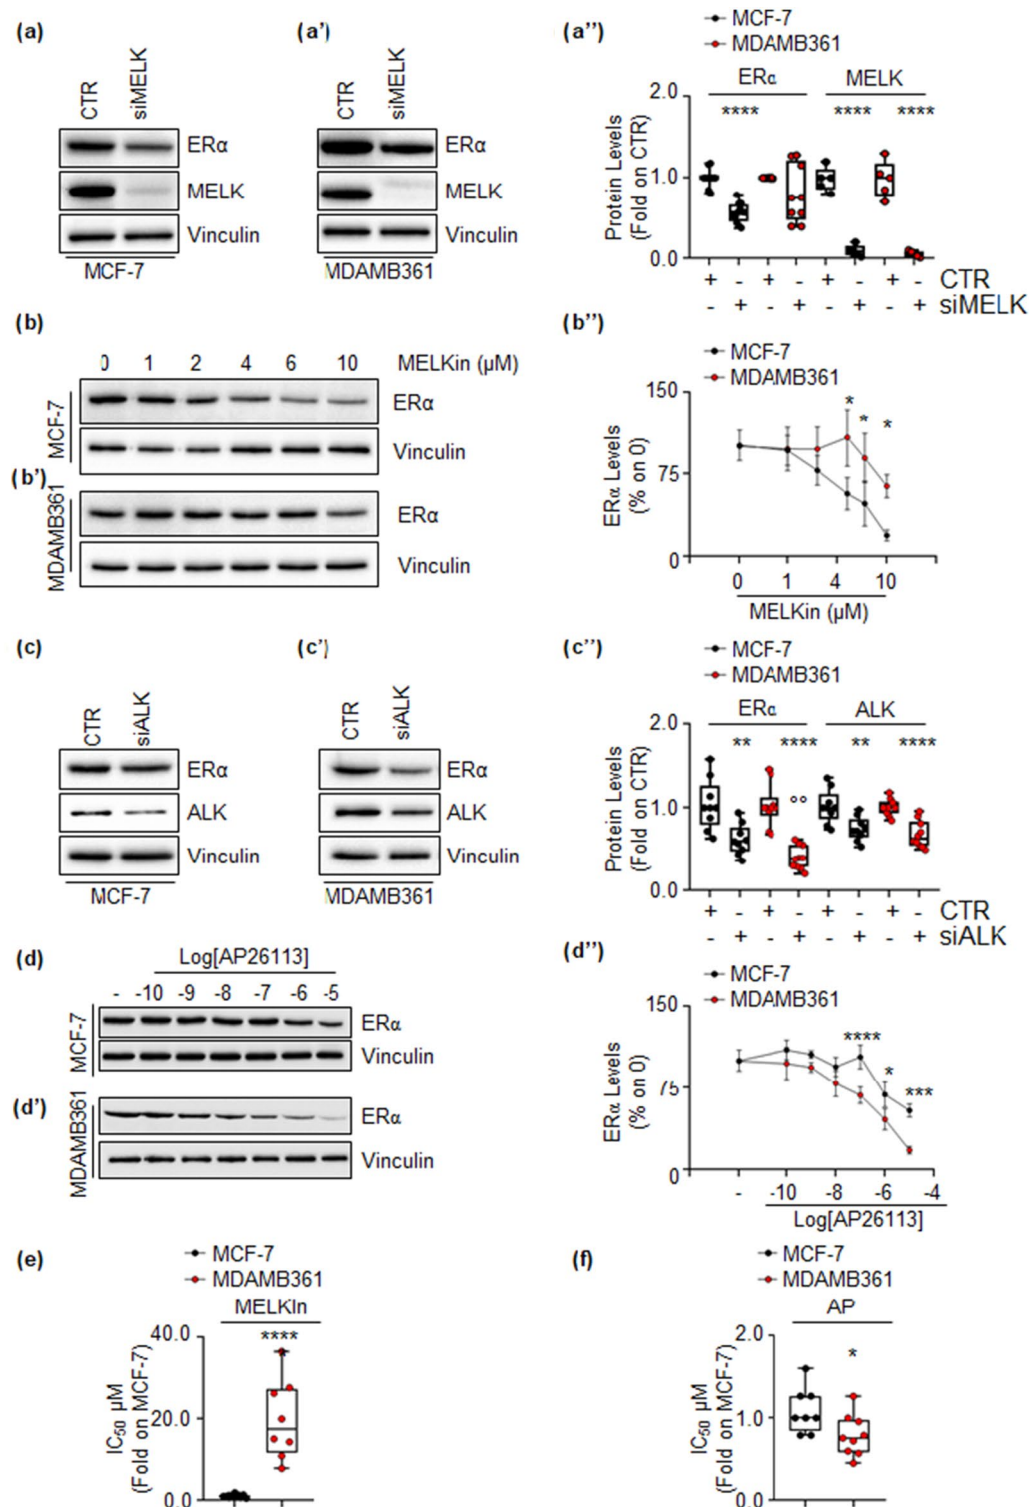 (a)
CTR
siMELK
ERα
MELK
Vinculin
MCF-7
(a')
CTR
siMELK
ERα
MELK
Vinculin
MDAMB361
(a'')
MCF-7
MDAMB361
ERα MELK
**** **** ****
Protein Levels
(Fold on CTR)
2.0
1.0
0.0
+ - + - + - + - CTR
- + - + - + - + siMELK
(b)
0 1 2 4 6 10 MELKin (µM)
MCF-7
ERα
Vinculin
(b')
MDAMB361
ERα
Vinculin
(b'')
MCF-7
MDAMB361
ERα Levels
(% on 0)
150
75
0
* * *
0 1 4 10
MELKin (µM)
(c)
CTR
siALK
ERα
ALK
Vinculin
MCF-7
(c')
CTR
siALK
ERα
ALK
Vinculin
MDAMB361
(c'')
MCF-7
MDAMB361
ERα ALK
** **** ** ****
°°
Protein Levels
(Fold on CTR)
2.0
1.0
0.0
+ - + - + - + - CTR
- + - + - + - + siALK
(d)
Log[AP26113]
- -10 -9 -8 -7 -6 -5
MCF-7
ERα
Vinculin
(d')
MDAMB361
ERα
Vinculin
(d'')
MCF-7
MDAMB361
ERα Levels
(% on 0)
150
75
0
**** * ***
- -10 -8 -6 -4
Log[AP26113]
(e)
MCF-7
MDAMB361
MELKIn
****
IC50 µM
(Fold on MCF-7)
40.0
20.0
0.0
(f)
MCF-7
MDAMB361
AP
*
IC50 µM
(Fold on MCF-7)
2.0
1.0
0.0